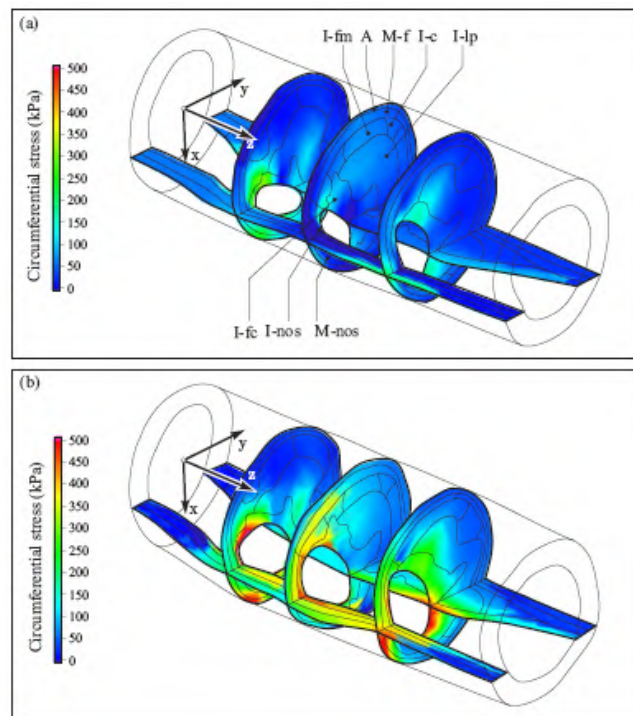 (a)
I-fm A M-f I-c I-lp
Circumferential stress (kPa)
500
450
400
350
300
250
200
150
100
50
0
y
z
x
I-fc I-nos M-nos
(b)
Circumferential stress (kPa)
500
450
400
350
300
250
200
150
100
50
0
y
z
x